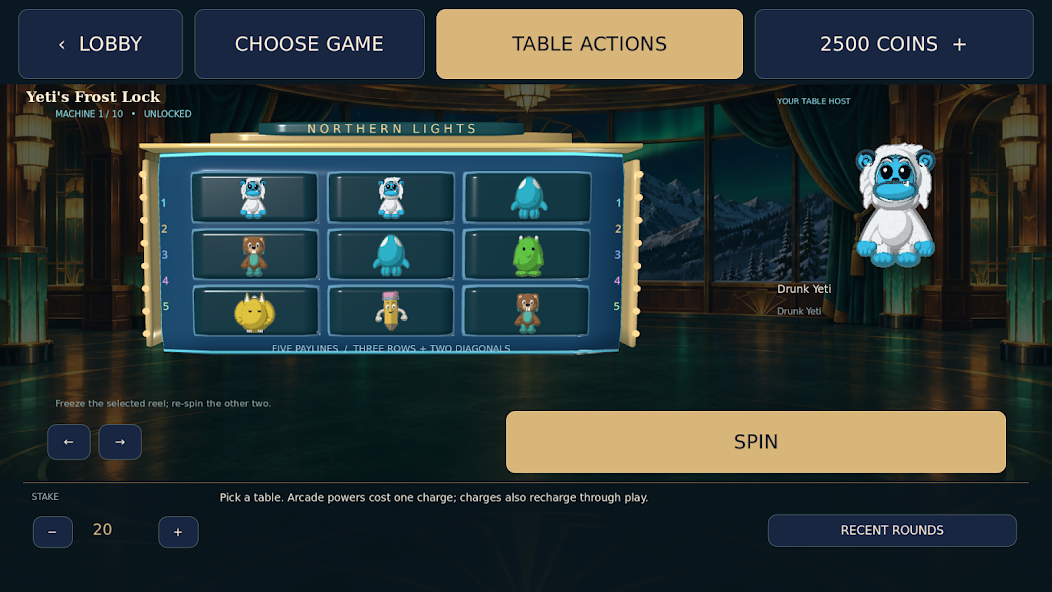 ‹ LOBBY
CHOOSE GAME
TABLE ACTIONS
2500 COINS +
Yeti's Frost Lock
MACHINE 1 / 10 • UNLOCKED
YOUR TABLE HOST
NORTHERN LIGHTS
1 1
2 2
3 3
4 4
5 5
Drunk Yeti
Drunk Yeti
FIVE PAYLINES / THREE ROWS + TWO DIAGONALS
Freeze the selected reel; re-spin the other two.
← →
SPIN
STAKE
Pick a table. Arcade powers cost one charge; charges also recharge through play.
− 20 +
RECENT ROUNDS